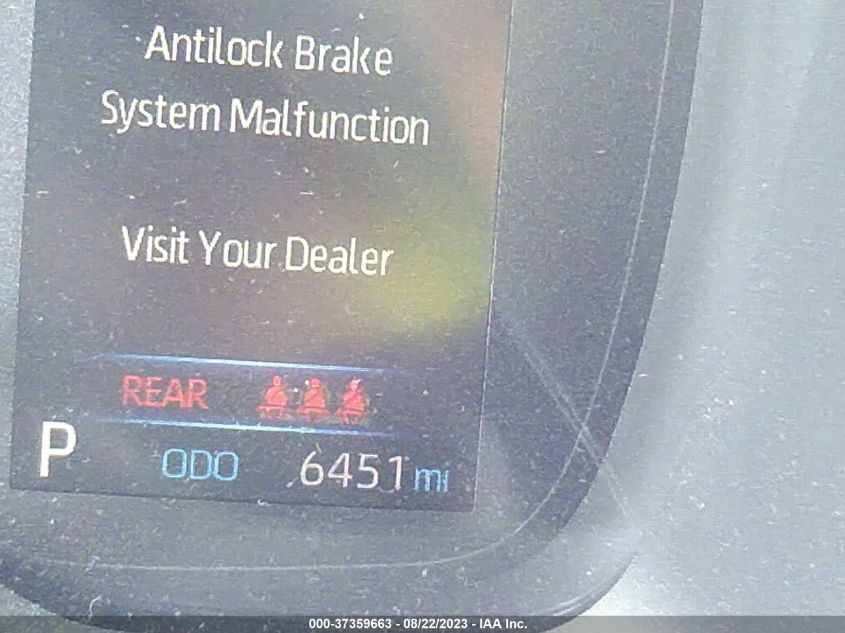 Antilock Brake
System Malfunction
Visit Your Dealer
REAR
P ODO 6451 mi
000-37359663 - 08/22/2023 - IAA Inc.